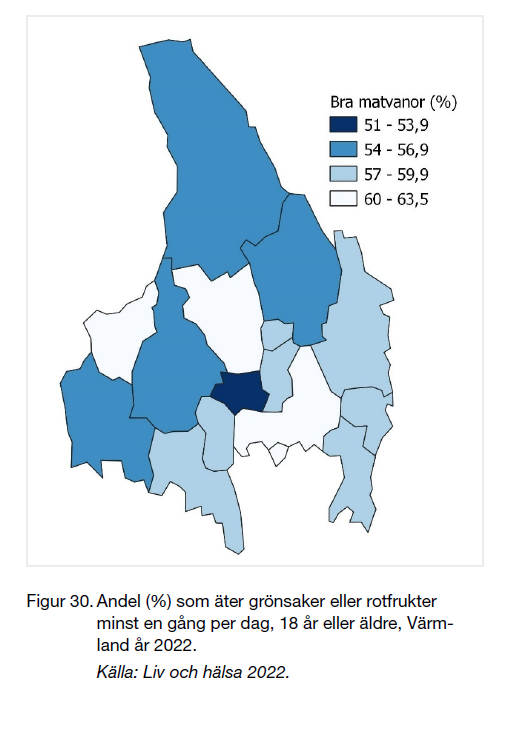 Bra matvanor (%)
51 - 53,9
54 - 56,9
57 - 59,9
60 - 63,5
Figur 30. Andel (%) som äter grönsaker eller rotfrukter
minst en gång per dag, 18 år eller äldre, Värm-
land år 2022.
Källa: Liv och hälsa 2022.